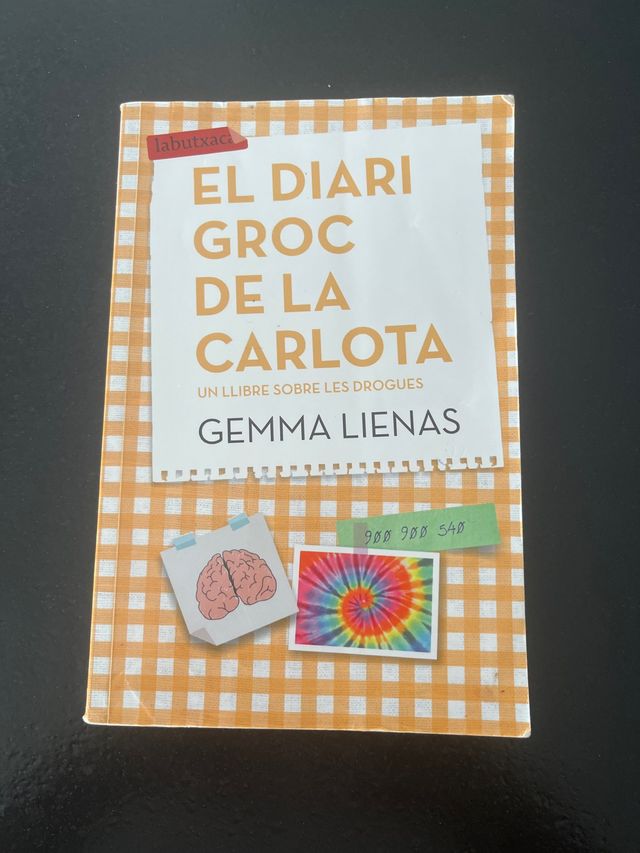 labutxaca
EL DIARI
GROC
DE LA
CARLOTA
UN LLIBRE SOBRE LES DROGUES
GEMMA LIENAS
900 900 540